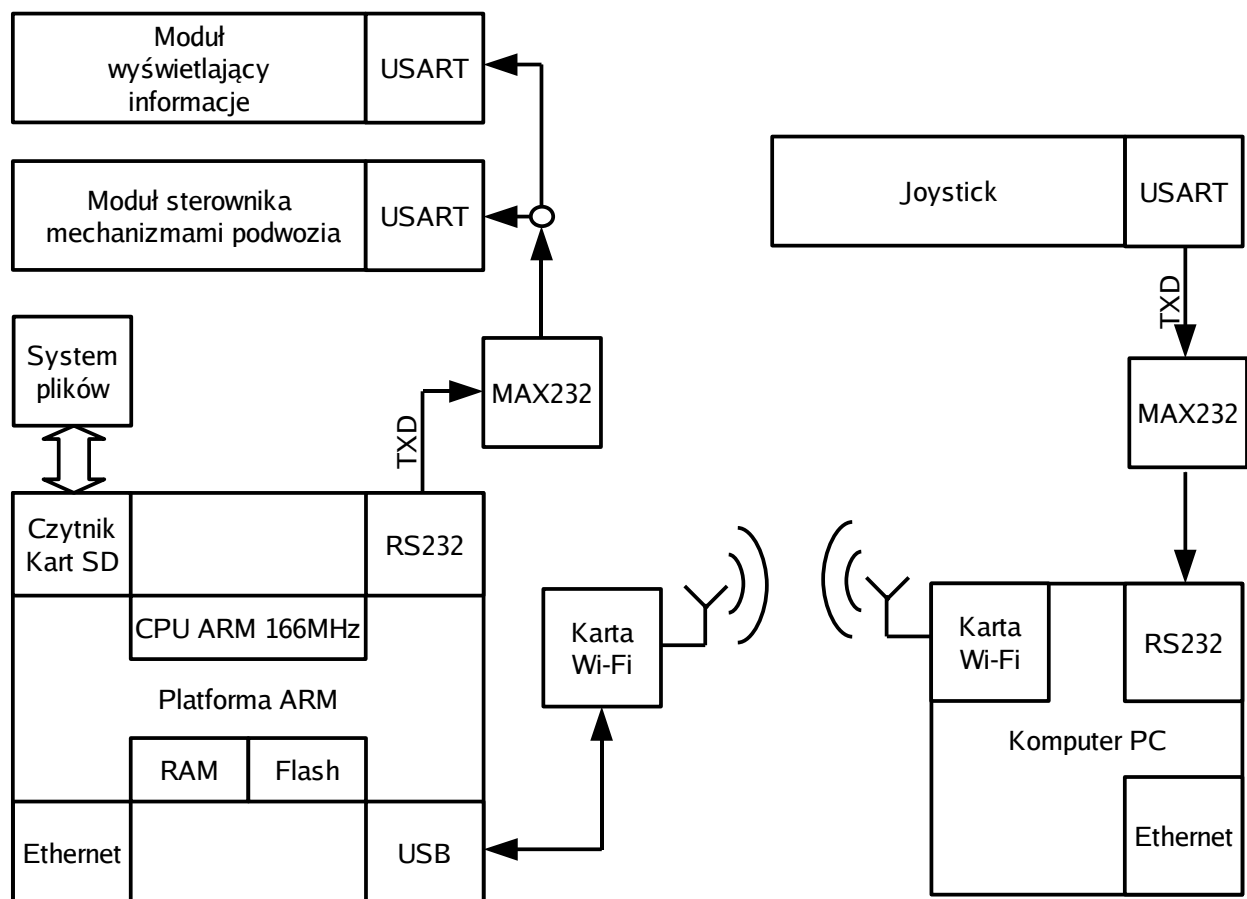 Moduł
wyświetlający
informacje
USART
Moduł sterownika
mechanizmami podwozia
USART
Joystick
USART
TXD
MAX232
System
plików
MAX232
TXD
Czytnik
Kart SD
RS232
CPU ARM 166MHz
Platforma ARM
RAM
Flash
Ethernet
USB
Karta
Wi-Fi
Karta
Wi-Fi
RS232
Komputer PC
Ethernet